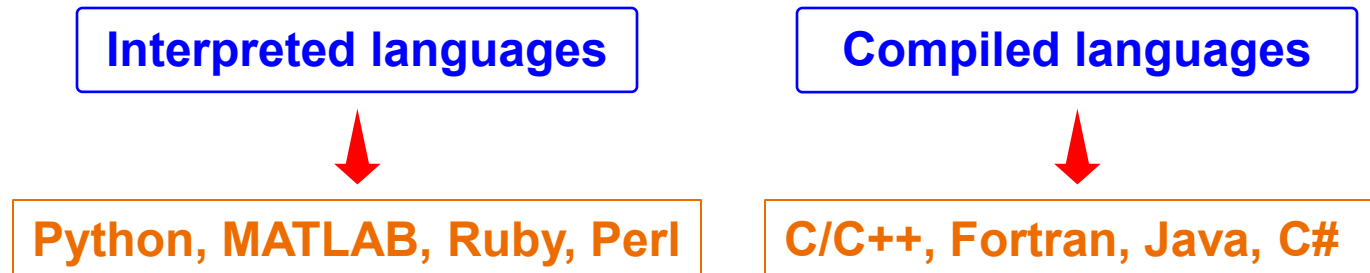 Interpreted languages
Compiled languages
Python, MATLAB, Ruby, Perl
C/C++, Fortran, Java, C#